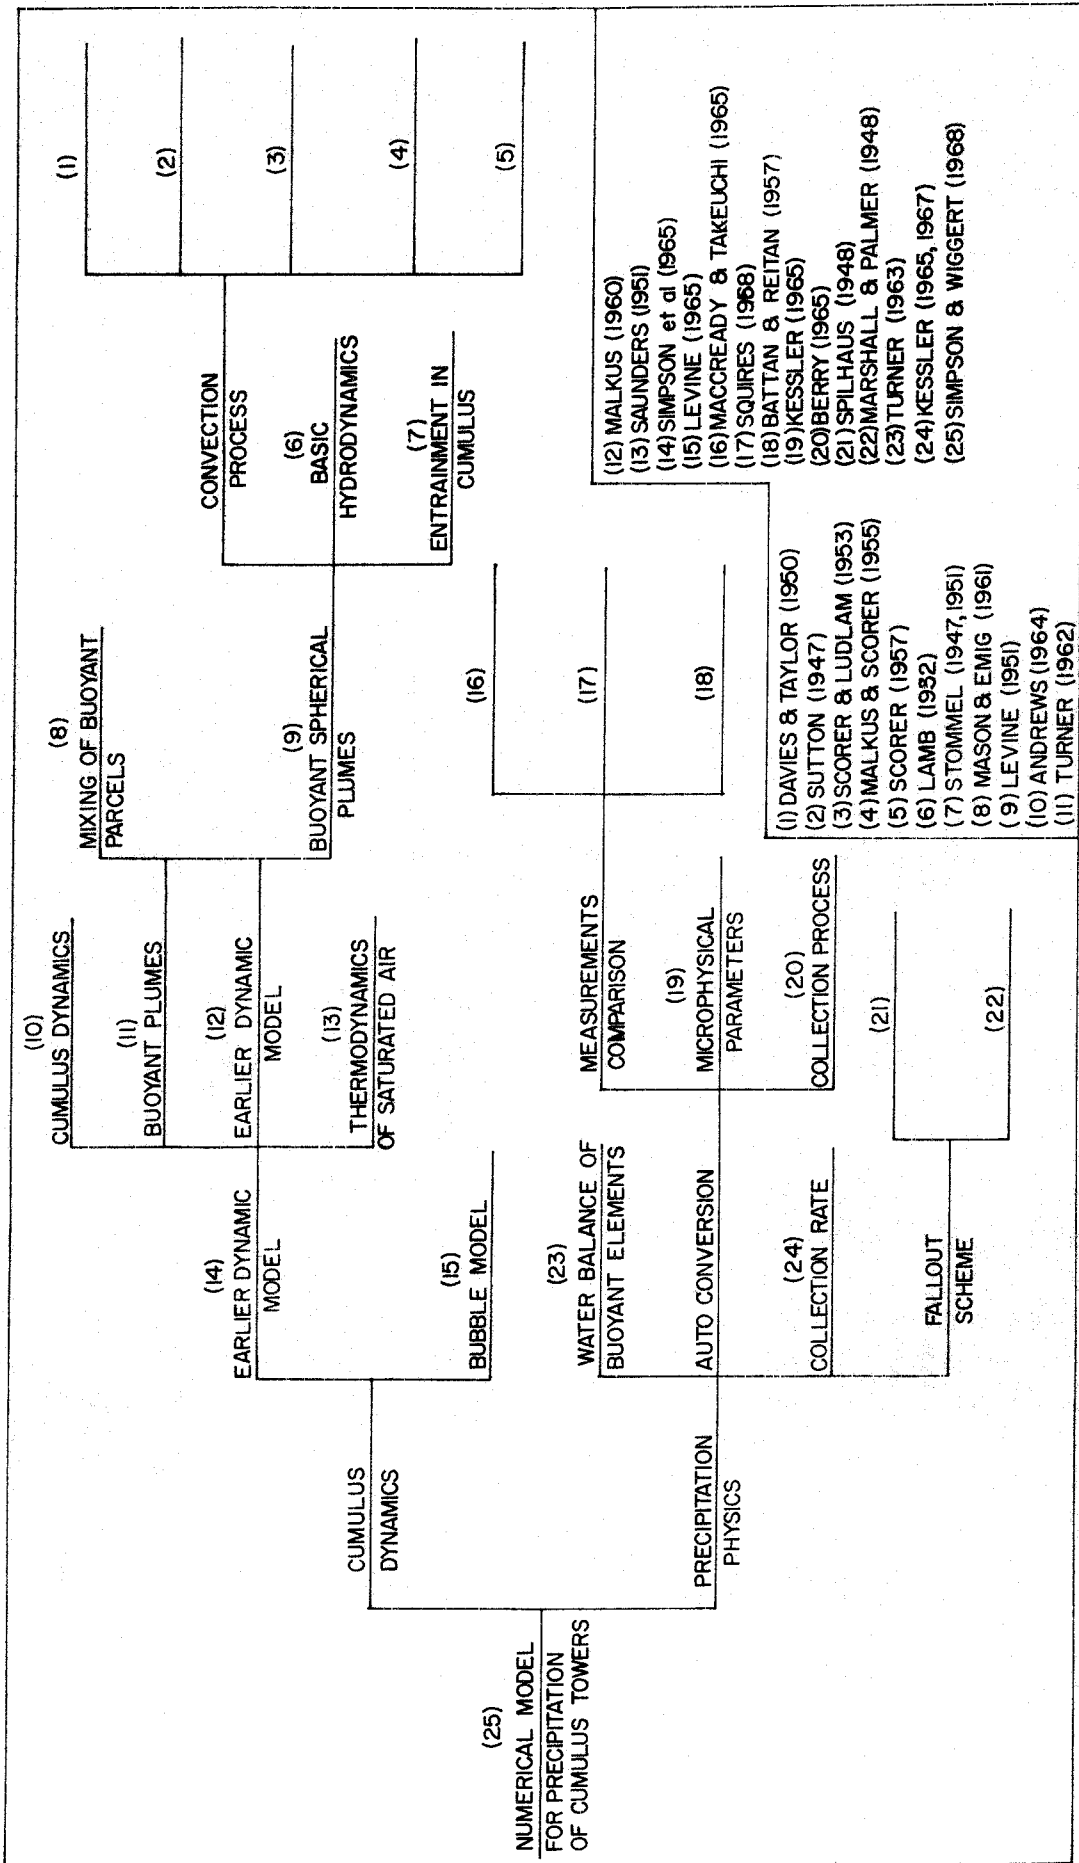 (25)
NUMERICAL MODEL
FOR PRECIPITATION
OF CUMULUS TOWERS
CUMULUS
DYNAMICS
PRECIPITATION
PHYSICS
(14)
EARLIER DYNAMIC
MODEL
(15)
BUBBLE MODEL
(23)
WATER BALANCE OF
BUOYANT ELEMENTS
AUTO CONVERSION
(24)
COLLECTION RATE
FALLOUT
SCHEME
(10)
CUMULUS DYNAMICS
(11)
BUOYANT PLUMES
(12)
EARLIER DYNAMIC
MODEL
(13)
THERMODYNAMICS
OF SATURATED AIR
MEASUREMENTS
COMPARISON
(19)
MICROPHYSICAL
PARAMETERS
(20)
COLLECTION PROCESS
(21)
(22)
(8)
MIXING OF BUOYANT
PARCELS
(9)
BUOYANT SPHERICAL
PLUMES
(16)
(17)
(18)
CONVECTION
PROCESS
(6)
BASIC
HYDRODYNAMICS
(7)
ENTRAINMENT IN
CUMULUS
(1)
(2)
(3)
(4)
(5)
(1) DAVIES & TAYLOR (1950)
(2) SUTTON (1947)
(3) SCORER & LUDLAM (1953)
(4) MALKUS & SCORER (1955)
(5) SCORER (1957)
(6) LAMB (1932)
(7) STOMMEL (1947, 1951)
(8) MASON & EMIG (1961)
(9) LEVINE (1951)
(10) ANDREWS (1964)
(11) TURNER (1962)
(12) MALKUS (1960)
(13) SAUNDERS (1951)
(14) SIMPSON et al (1965)
(15) LEVINE (1965)
(16) MACCREADY & TAKEUCHI (1965)
(17) SQUIRES (1958)
(18) BATTAN & REITAN (1957)
(19) KESSLER (1965)
(20) BERRY (1965)
(21) SPILHAUS (1948)
(22) MARSHALL & PALMER (1948)
(23) TURNER (1963)
(24) KESSLER (1965, 1967)
(25) SIMPSON & WIGGERT (1968)